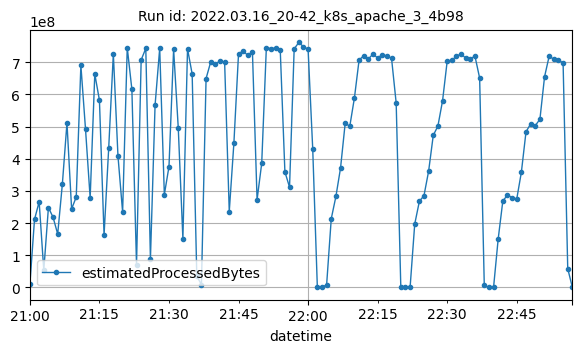 Run id: 2022.03.16_20-42_k8s_apache_3_4b98
1e8
7
6
5
4
3
2
1
0
estimatedProcessedBytes
21:00 21:15 21:30 21:45 22:00 22:15 22:30 22:45
datetime